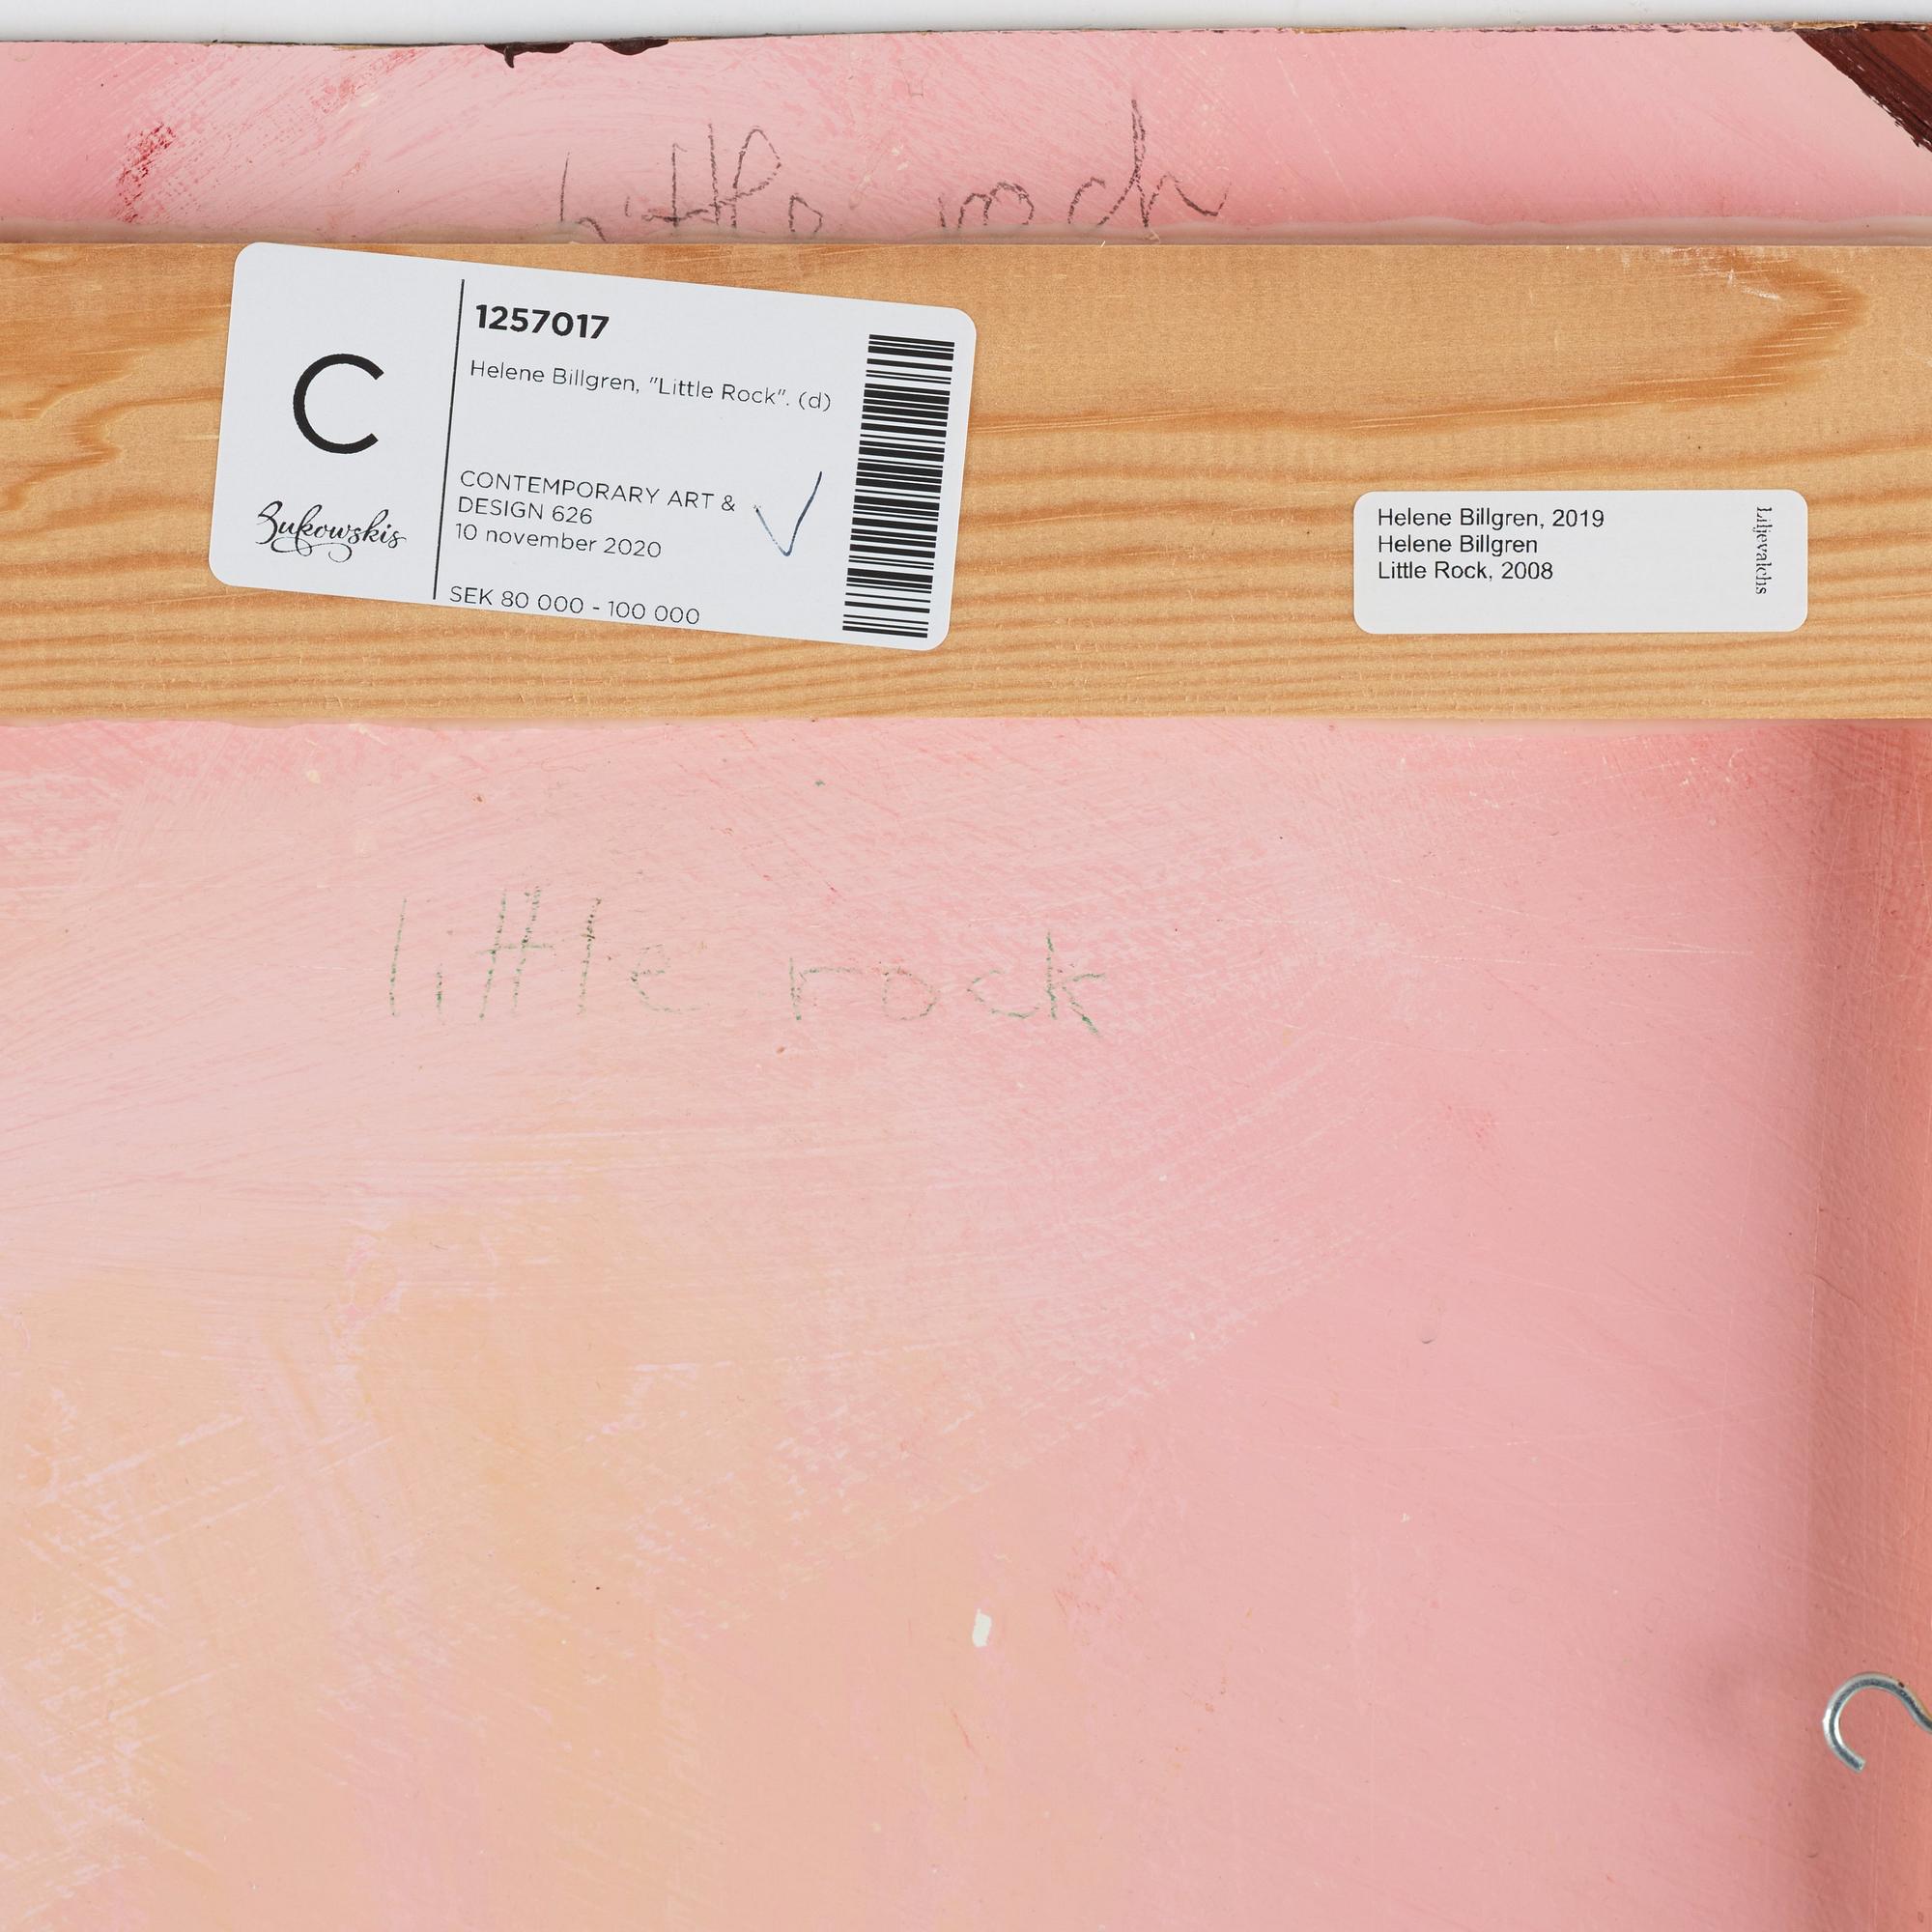 little rock
1257017
Helene Billgren, "Little Rock". (d)
C
Bukowskis
CONTEMPORARY ART &
DESIGN 626
10 november 2020
SEK 80 000 - 100 000
Helene Billgren, 2019
Helene Billgren
Little Rock, 2008
Liljevalchs
little rock